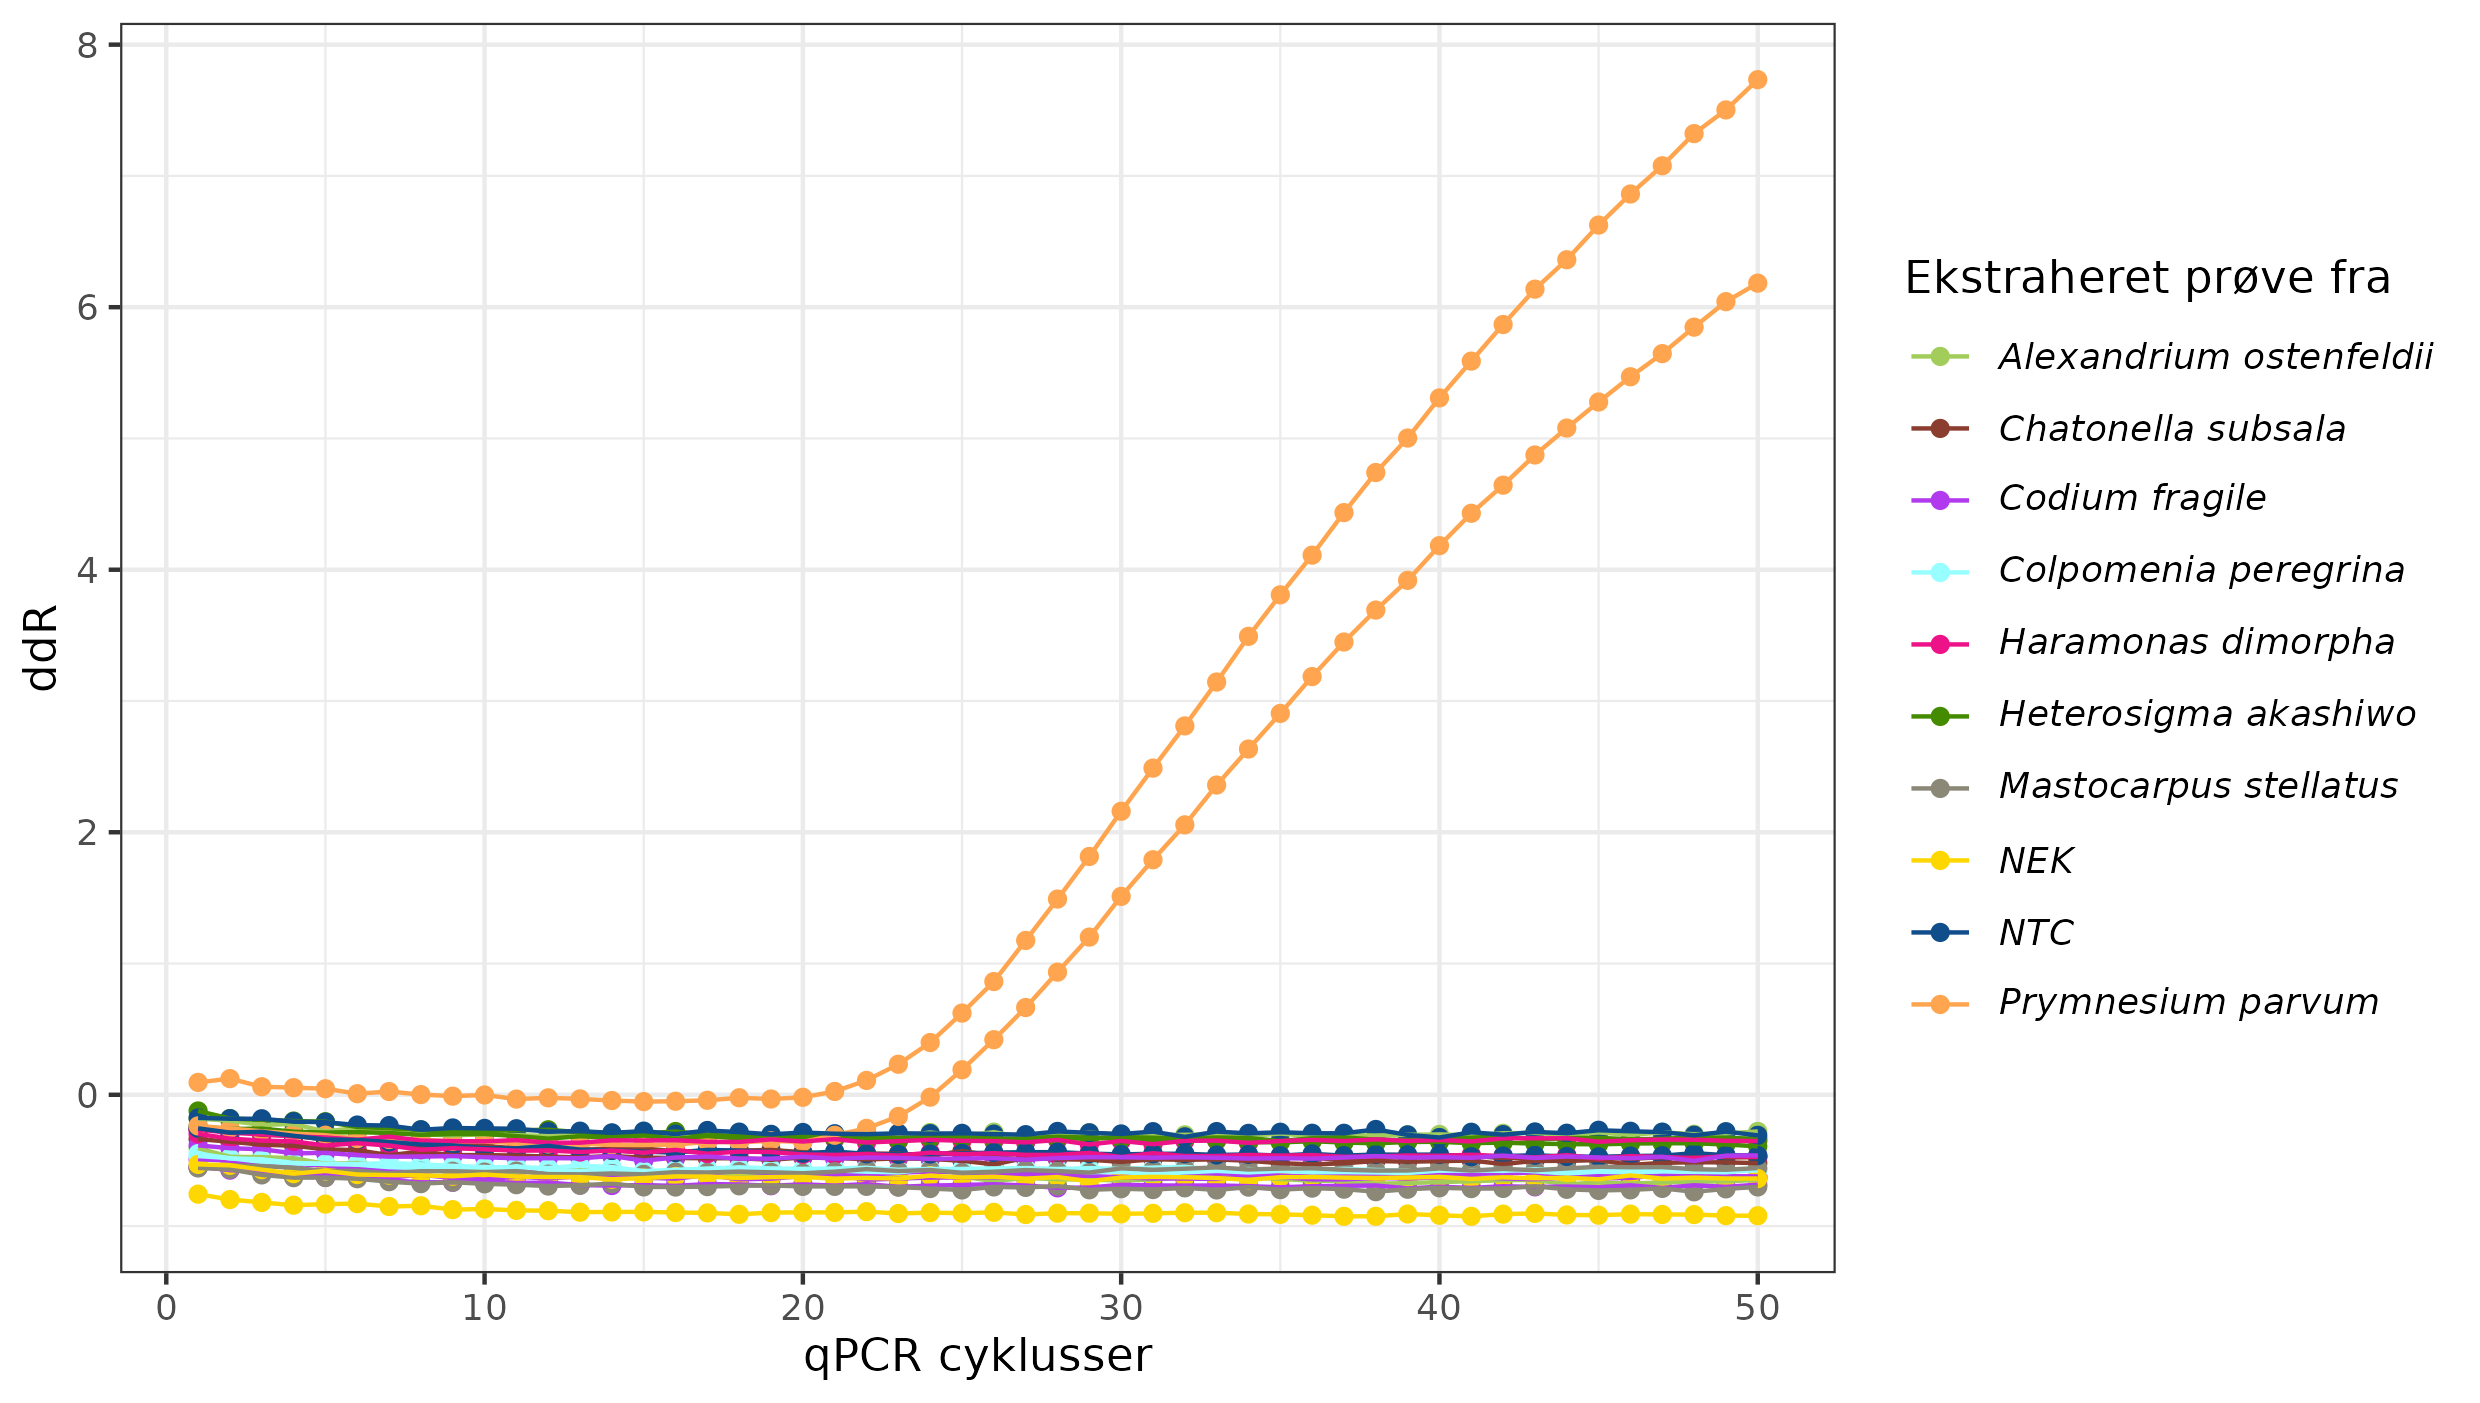 8
6
4
2
0
ddR
0 10 20 30 40 50
qPCR cyklusser
Ekstraheret prøve fra
Alexandrium ostenfeldii
Chatonella subsala
Codium fragile
Colpomenia peregrina
Haramonas dimorpha
Heterosigma akashiwo
Mastocarpus stellatus
NEK
NTC
Prymnesium parvum